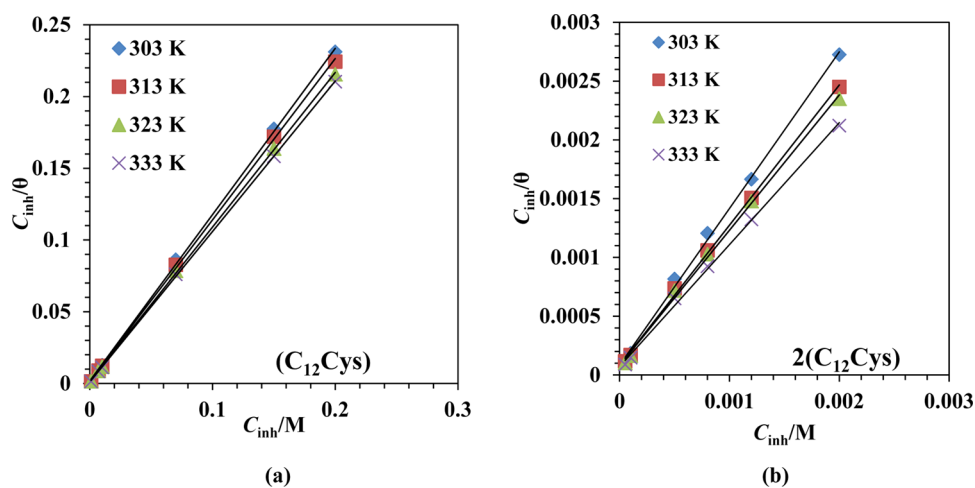 0.25
0.2
0.15
0.1
0.05
0
0
0.1
0.2
0.3
C_inh/θ
C_inh/M
303 K
313 K
323 K
333 K
(C₁₂Cys)
(a)
0.003
0.0025
0.002
0.0015
0.001
0.0005
0
0
0.001
0.002
0.003
C_inh/θ
C_inh/M
303 K
313 K
323 K
333 K
2(C₁₂Cys)
(b)